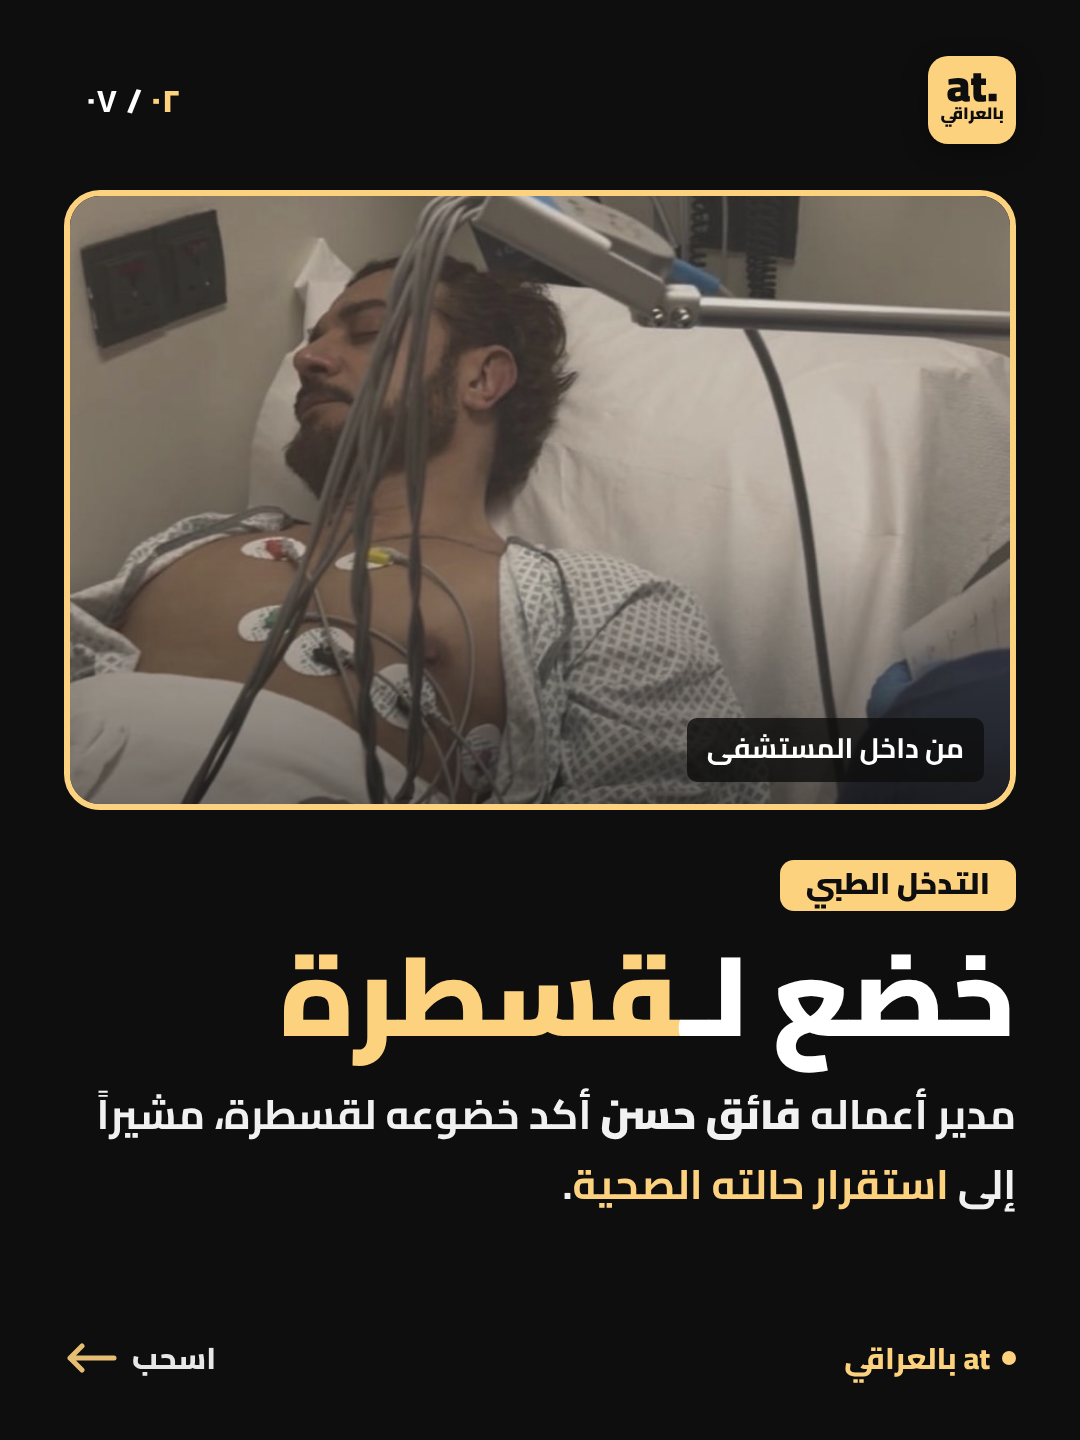 at.
بالعراقي
٠٢ / ٠٧
من داخل المستشفى
التدخل الطبي
خضع لـقسطرة
مدير أعماله فائق حسن أكد خضوعه لقسطرة، مشيراً
إلى استقرار حالته الصحية.
at بالعراقي
اسحب